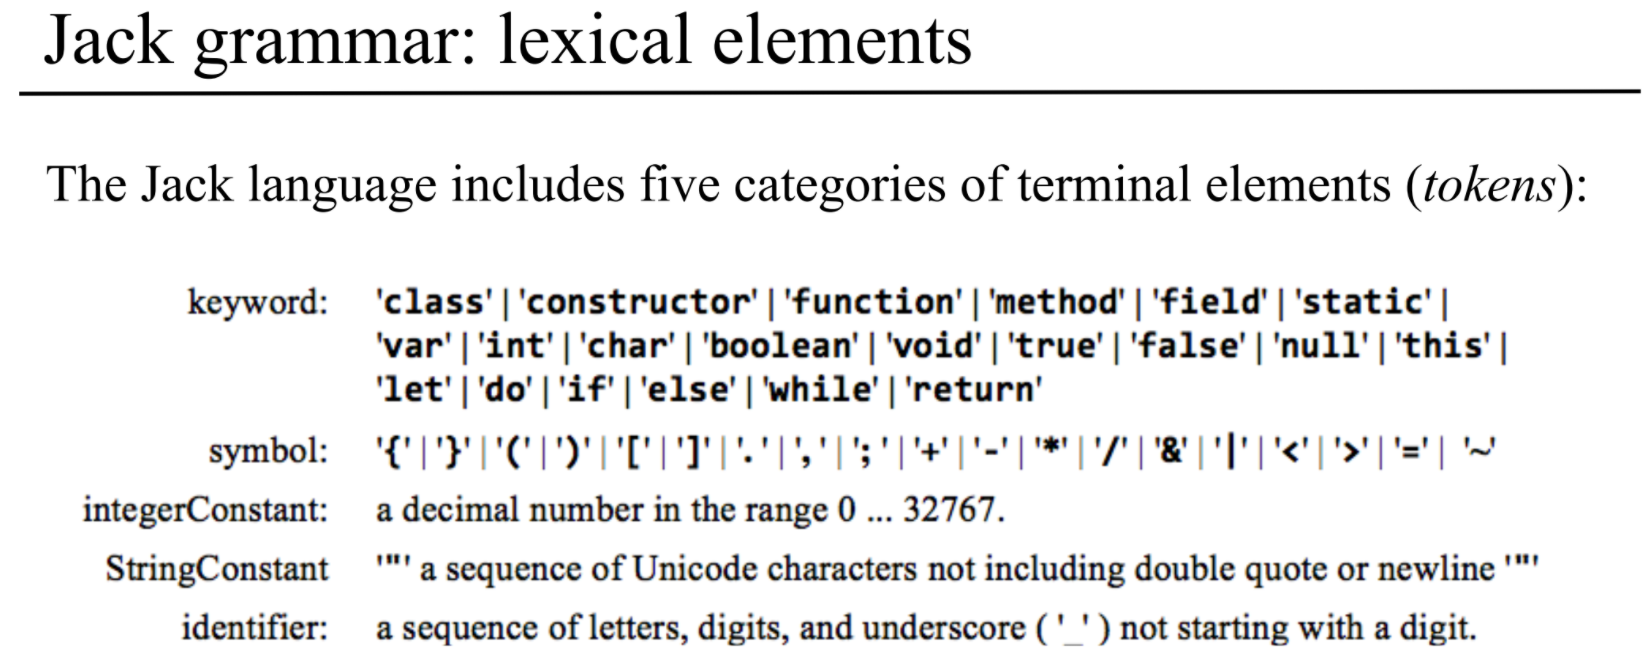 Jack grammar: lexical elements
The Jack language includes five categories of terminal elements (tokens):
keyword: 'class' | 'constructor' | 'function' | 'method' | 'field' | 'static' |
'var' | 'int' | 'char' | 'boolean' | 'void' | 'true' | 'false' | 'null' | 'this' |
'let' | 'do' | 'if' | 'else' | 'while' | 'return'
symbol: '{' | '}' | '(' | ')' | '[' | ']' | '.' | ',' | ';' | '+' | '-' | '*' | '/' | '&' | '|' | '<' | '>' | '=' | '~'
integerConstant: a decimal number in the range 0 ... 32767.
StringConstant '"' a sequence of Unicode characters not including double quote or newline '"'
identifier: a sequence of letters, digits, and underscore ( '_' ) not starting with a digit.